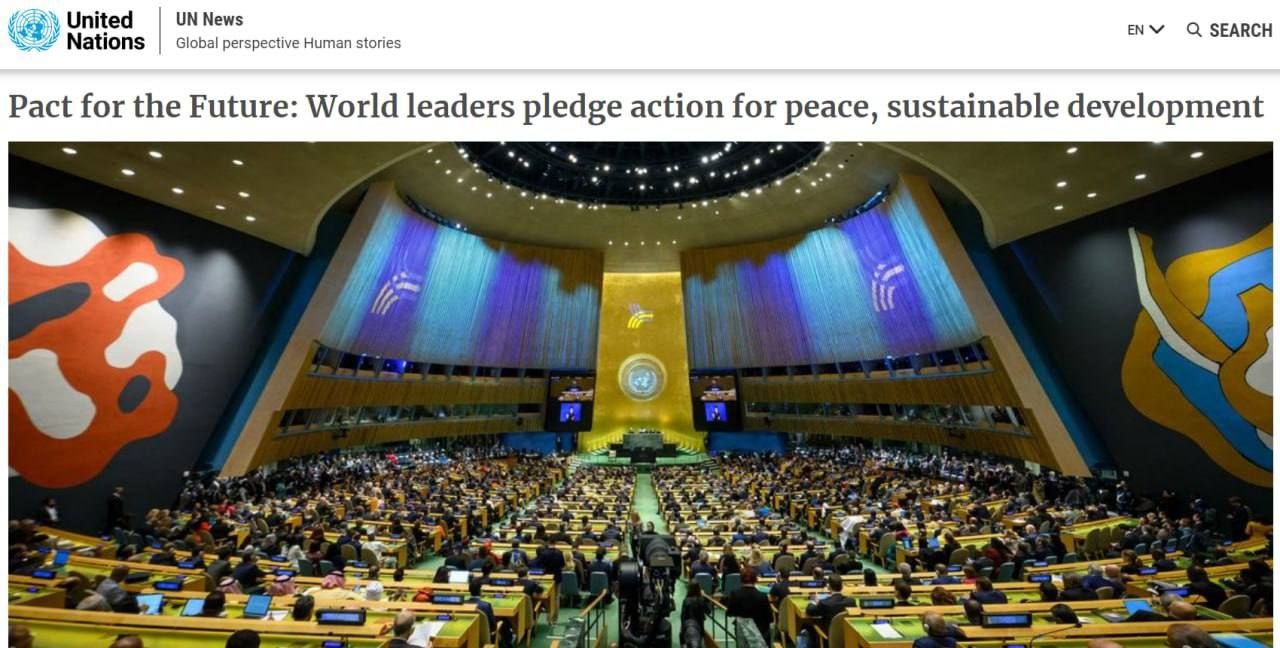 United
Nations
UN News
Global perspective Human stories
EN
SEARCH
Pact for the Future: World leaders pledge action for peace, sustainable development